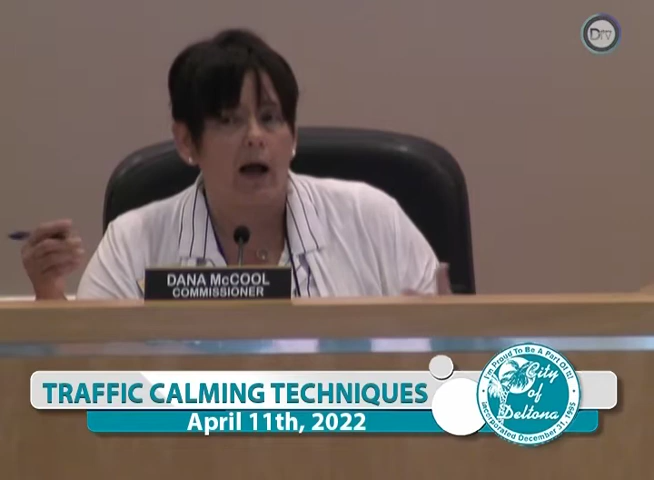 DTV
DANA McCOOL
COMMISSIONER
TRAFFIC CALMING TECHNIQUES
April 11th, 2022
I'm Proud To Be A Part Of It!
City
of
Deltona
Incorporated December 31, 1995